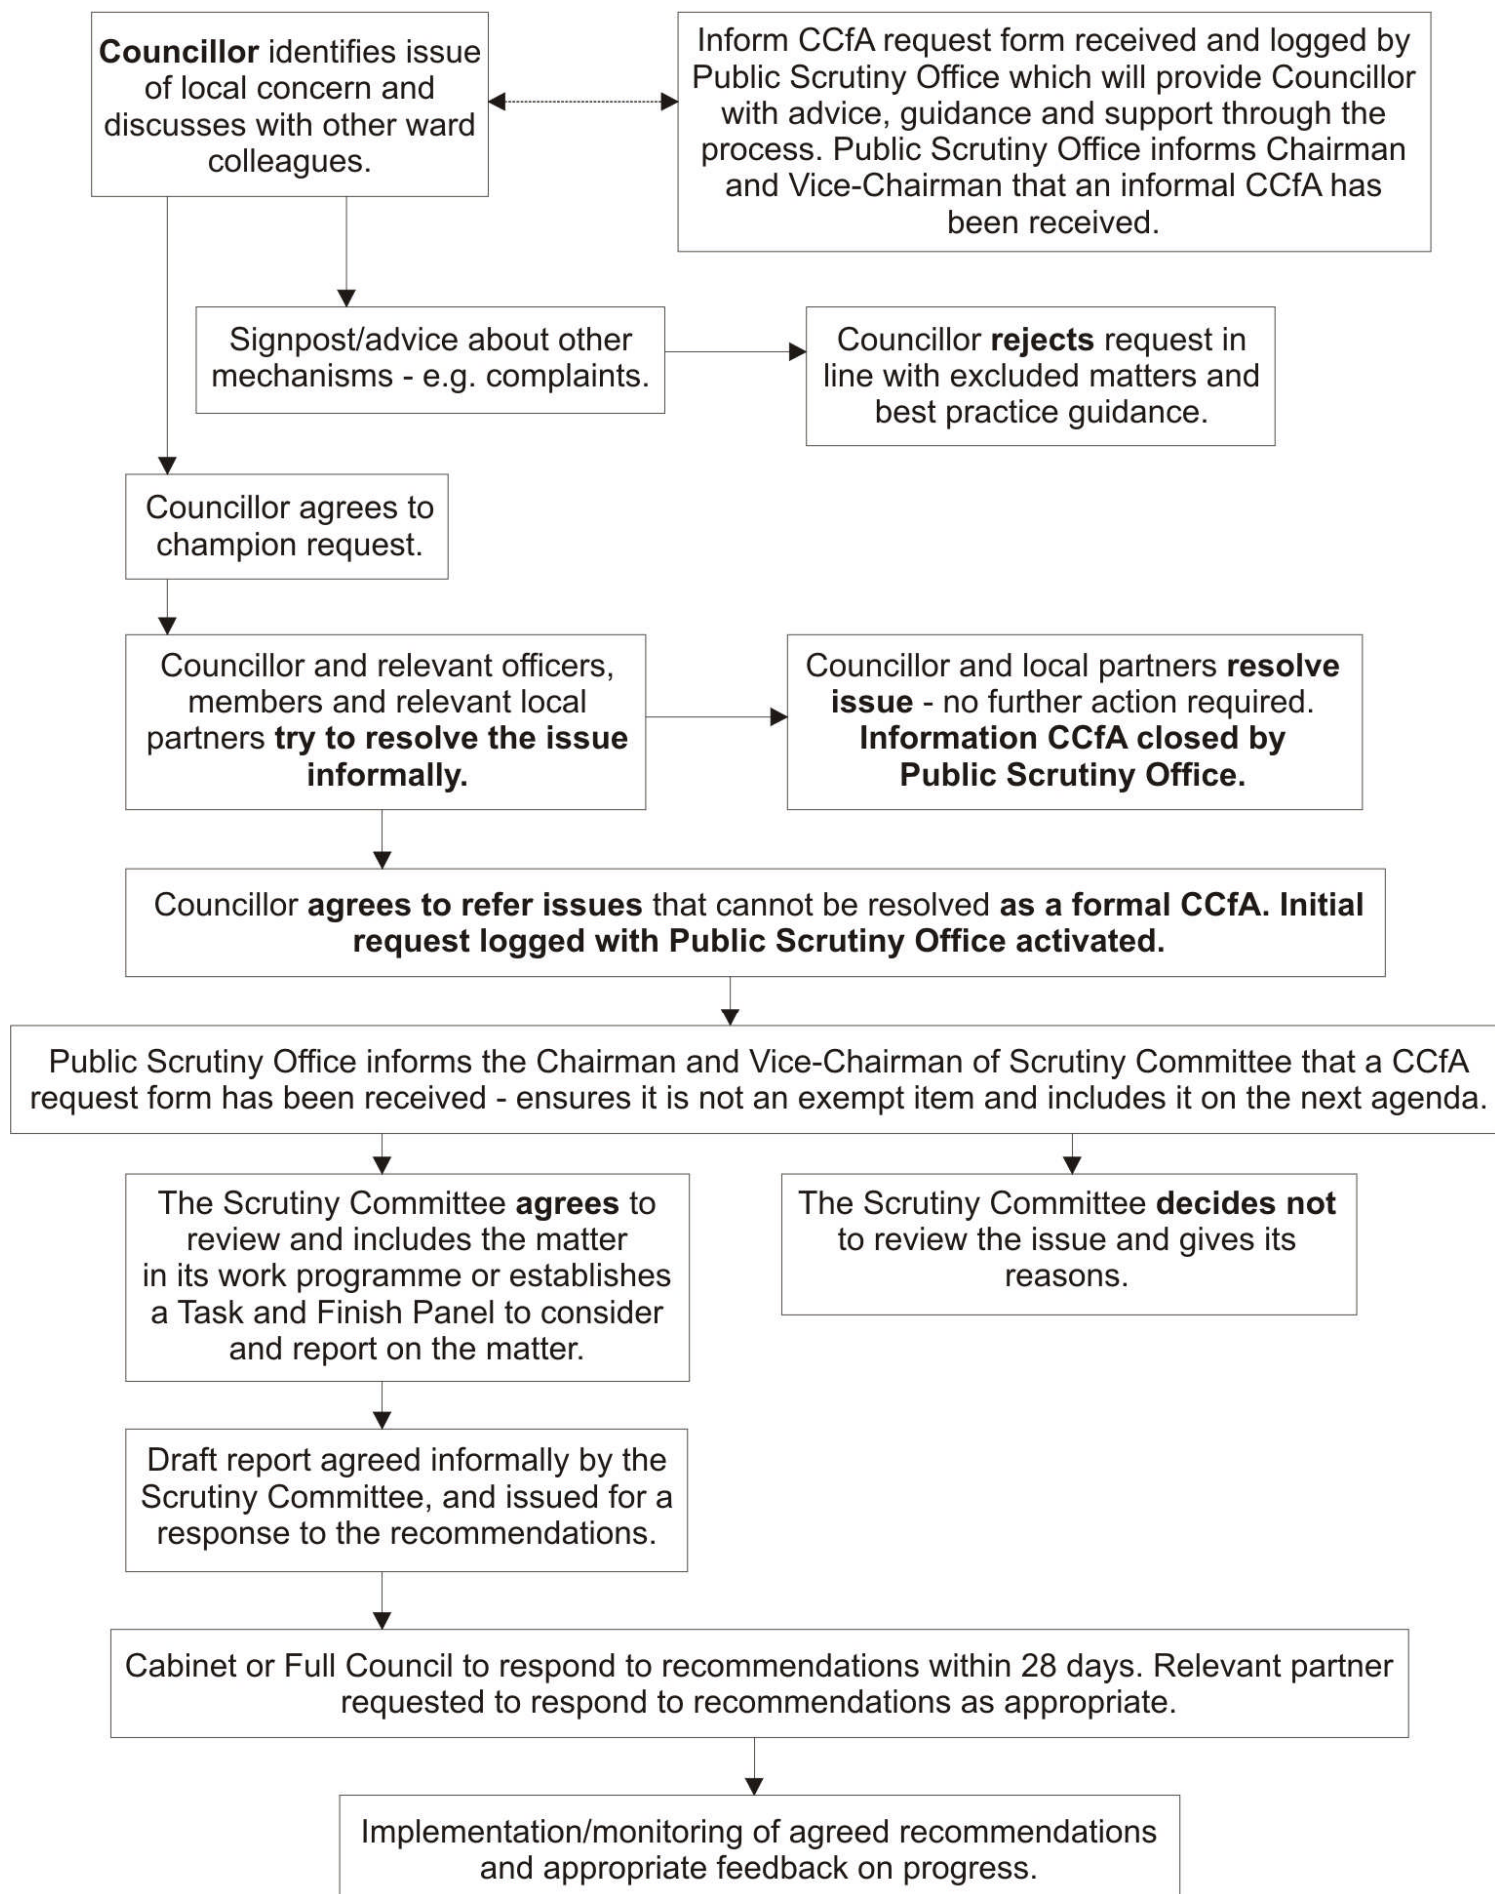 Councillor identifies issue
of local concern and
discusses with other ward
colleagues.
Inform CCfA request form received and logged by
Public Scrutiny Office which will provide Councillor
with advice, guidance and support through the
process. Public Scrutiny Office informs Chairman
and Vice-Chairman that an informal CCfA has
been received.
Signpost/advice about other
mechanisms - e.g. complaints.
Councillor rejects request in
line with excluded matters and
best practice guidance.
Councillor agrees to
champion request.
Councillor and relevant officers,
members and relevant local
partners try to resolve the issue
informally.
Councillor and local partners resolve
issue - no further action required.
Information CCfA closed by
Public Scrutiny Office.
Councillor agrees to refer issues that cannot be resolved as a formal CCfA. Initial
request logged with Public Scrutiny Office activated.
Public Scrutiny Office informs the Chairman and Vice-Chairman of Scrutiny Committee that a CCfA
request form has been received - ensures it is not an exempt item and includes it on the next agenda.
The Scrutiny Committee agrees to
review and includes the matter
in its work programme or establishes
a Task and Finish Panel to consider
and report on the matter.
The Scrutiny Committee decides not
to review the issue and gives its
reasons.
Draft report agreed informally by the
Scrutiny Committee, and issued for a
response to the recommendations.
Cabinet or Full Council to respond to recommendations within 28 days. Relevant partner
requested to respond to recommendations as appropriate.
Implementation/monitoring of agreed recommendations
and appropriate feedback on progress.